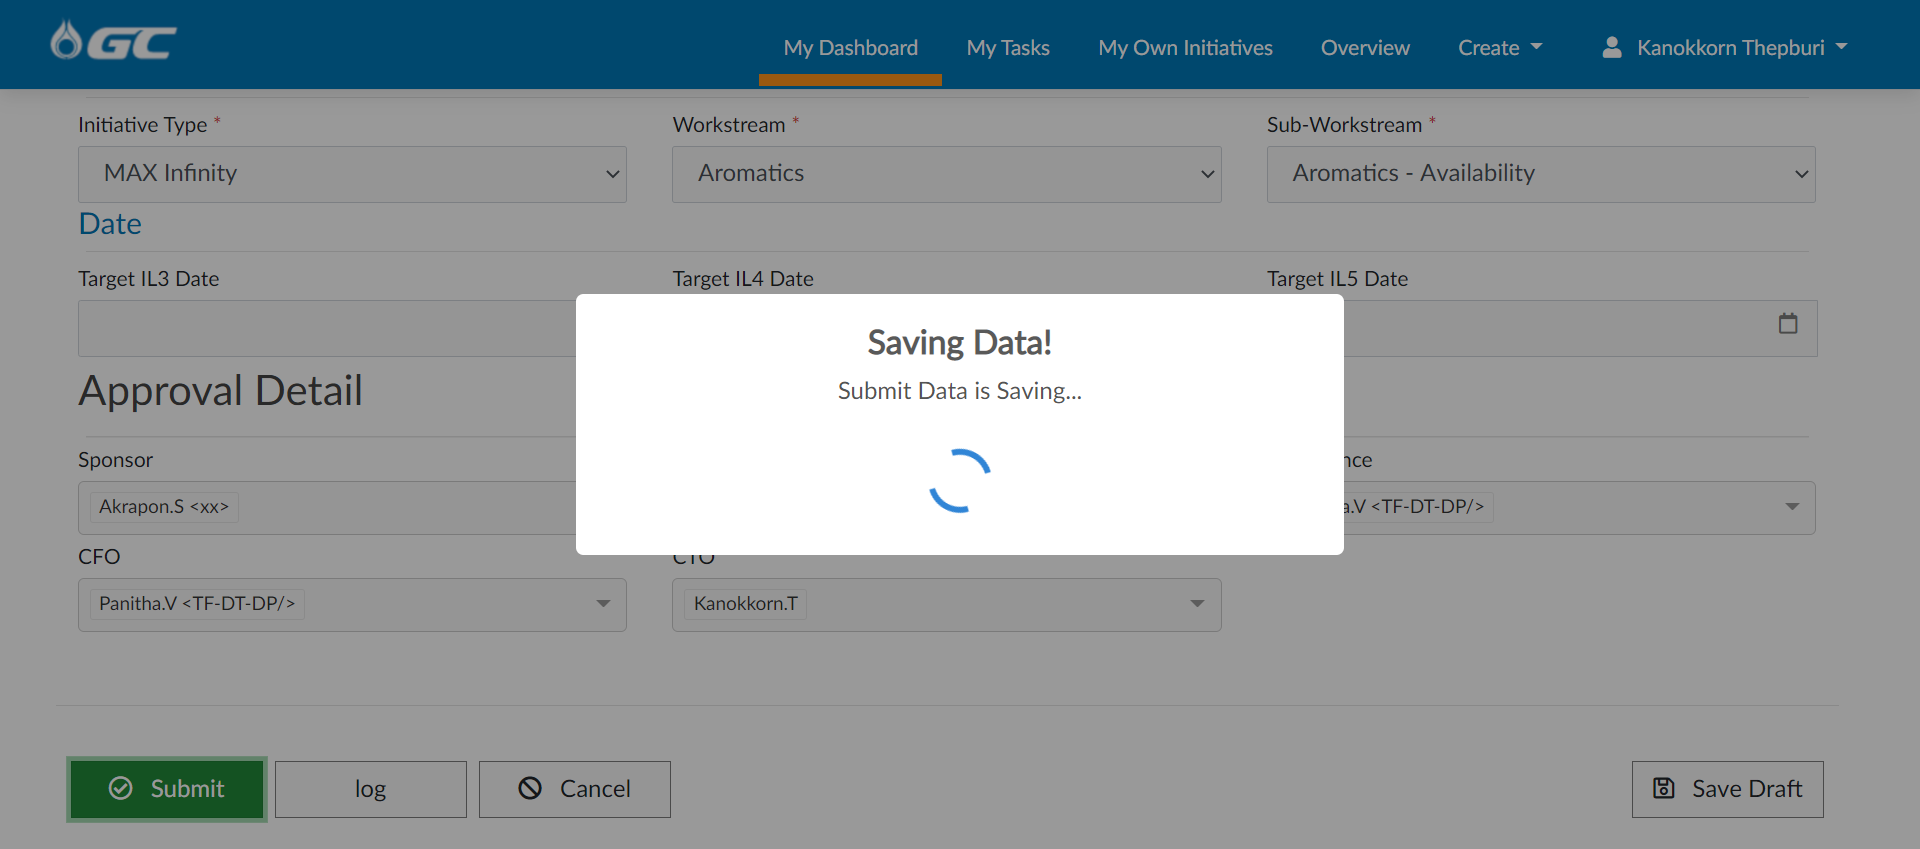 GC
My Dashboard
My Tasks
My Own Initiatives
Overview
Create
Kanokkorn Thepburi
Initiative Type *
Workstream *
Sub-Workstream *
MAX Infinity
Aromatics
Aromatics - Availability
Date
Target IL3 Date
Target IL4 Date
Target IL5 Date
Saving Data!
Submit Data is Saving...
Approval Detail
Sponsor
Akrapon.S <xx>
.V <TF-DT-DP/>
CFO
CTO
Panitha.V <TF-DT-DP/>
Kanokkorn.T
Submit
log
Cancel
Save Draft